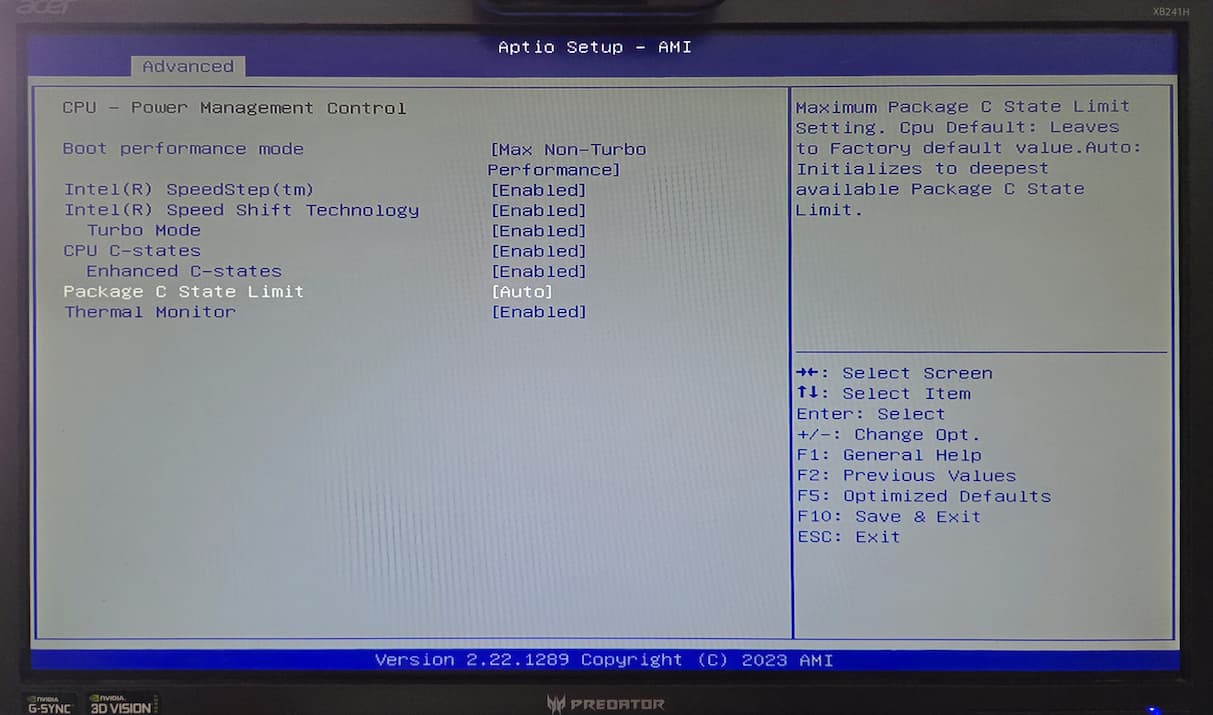 acer
XB241H
Aptio Setup - AMI
Advanced
CPU - Power Management Control
Boot performance mode [Max Non-Turbo
Performance]
Intel(R) SpeedStep(tm) [Enabled]
Intel(R) Speed Shift Technology [Enabled]
Turbo Mode [Enabled]
CPU C-states [Enabled]
Enhanced C-states [Enabled]
Package C State Limit [Auto]
Thermal Monitor [Enabled]
Maximum Package C State Limit
Setting. Cpu Default: Leaves
to Factory default value.Auto:
Initializes to deepest
available Package C State
Limit.
→←: Select Screen
↑↓: Select Item
Enter: Select
+/-: Change Opt.
F1: General Help
F2: Previous Values
F5: Optimized Defaults
F10: Save & Exit
ESC: Exit
Version 2.22.1289 Copyright (C) 2023 AMI
NVIDIA
G-SYNC
NVIDIA
3D VISION
PREDATOR